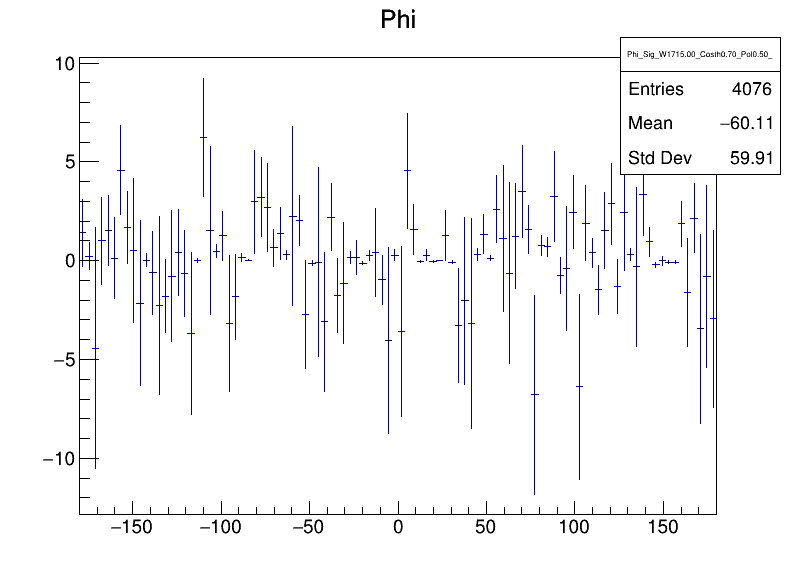 Phi
Phi_Sig_W1715.00_Costh0.70_Pol0.50_
Entries 4076
Mean −60.11
Std Dev 59.91
10
5
0
−5
−10
−150 −100 −50 0 50 100 150